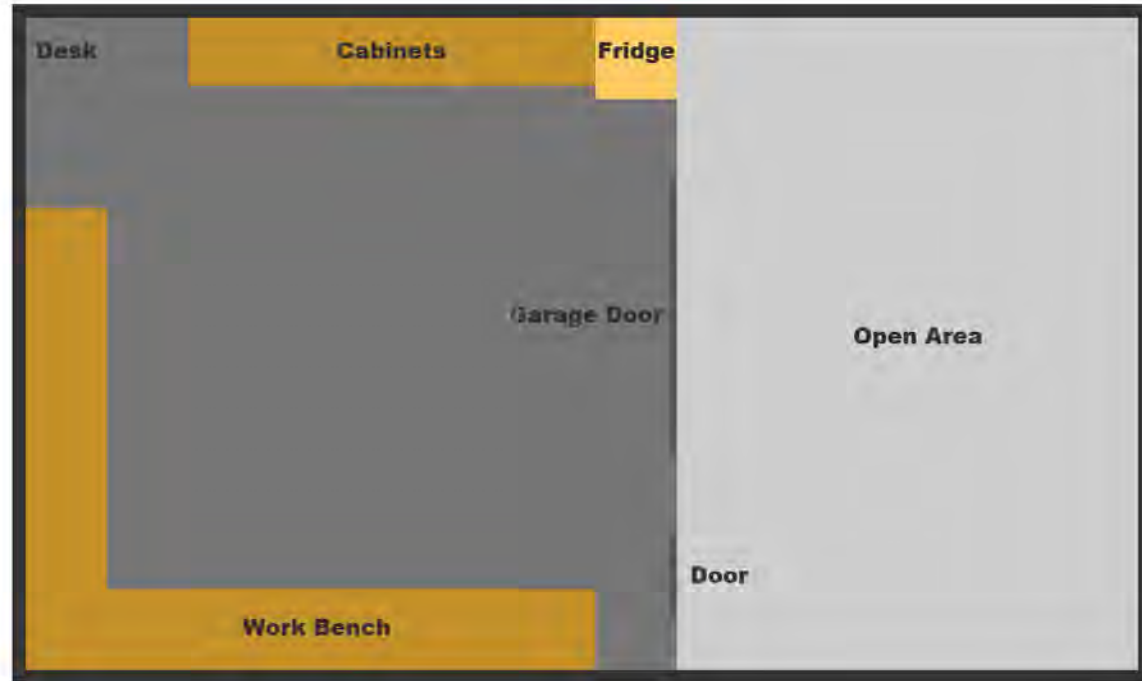 Desk
Cabinets
Fridge
Garage Door
Open Area
Door
Work Bench